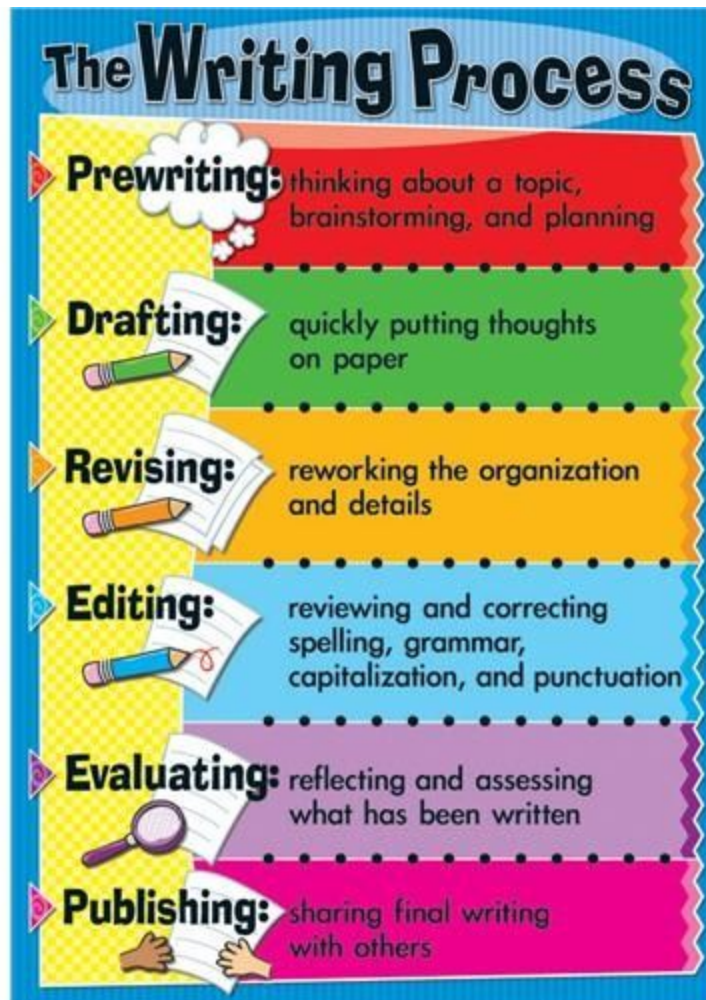 The Writing Process
Prewriting: thinking about a topic,
brainstorming, and planning
Drafting: quickly putting thoughts
on paper
Revising: reworking the organization
and details
Editing: reviewing and correcting
spelling, grammar,
capitalization, and punctuation
Evaluating: reflecting and assessing
what has been written
Publishing: sharing final writing
with others